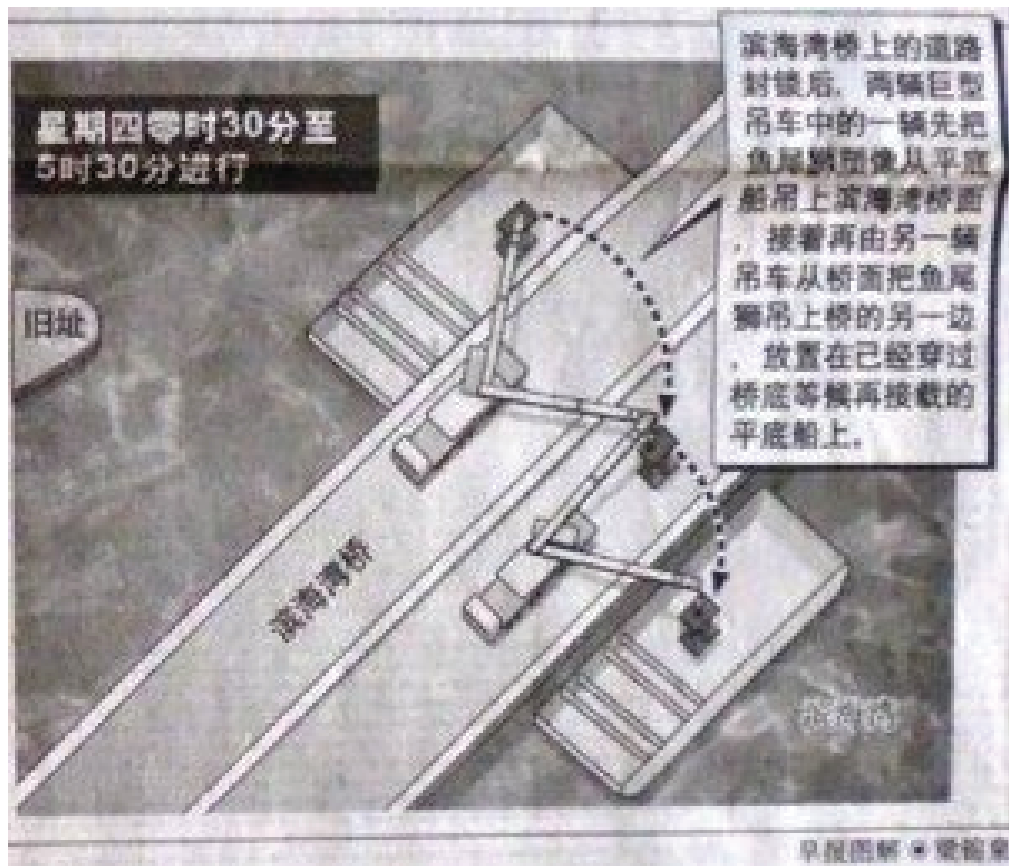 星期四零时30分至
5时30分进行
滨海湾桥上的道路
封锁后，两辆巨型
吊车中的一辆先把
鱼尾狮塑像从平底
船吊上滨海湾桥面
，接着再由另一辆
吊车从桥面把鱼尾
狮吊上桥的另一边
，放置在已经穿过
桥底等候再接载的
平底船上。
旧址
滨海湾桥
早报图解